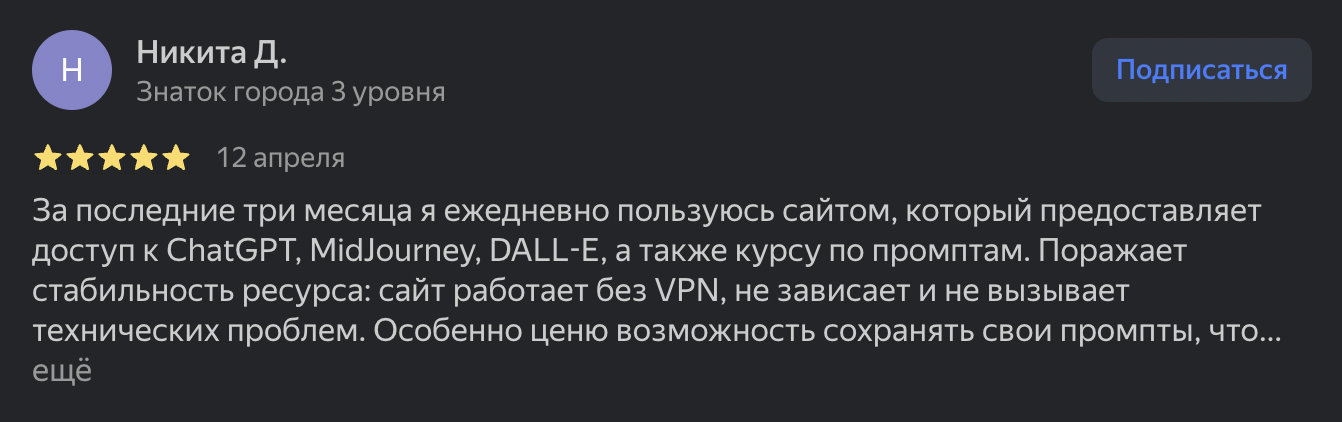 Н
Никита Д.
Знаток города 3 уровня
Подписаться
12 апреля
За последние три месяца я ежедневно пользуюсь сайтом, который предоставляет
доступ к ChatGPT, MidJourney, DALL-E, а также курсу по промптам. Поражает
стабильность ресурса: сайт работает без VPN, не зависает и не вызывает
технических проблем. Особенно ценю возможность сохранять свои промпты, что...
ещё